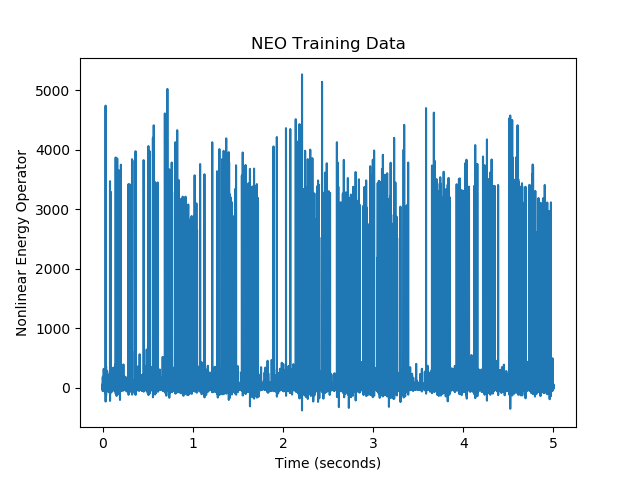 NEO Training Data
Nonlinear Energy Operator
5000
4000
3000
2000
1000
0
0 1 2 3 4 5
Time (seconds)